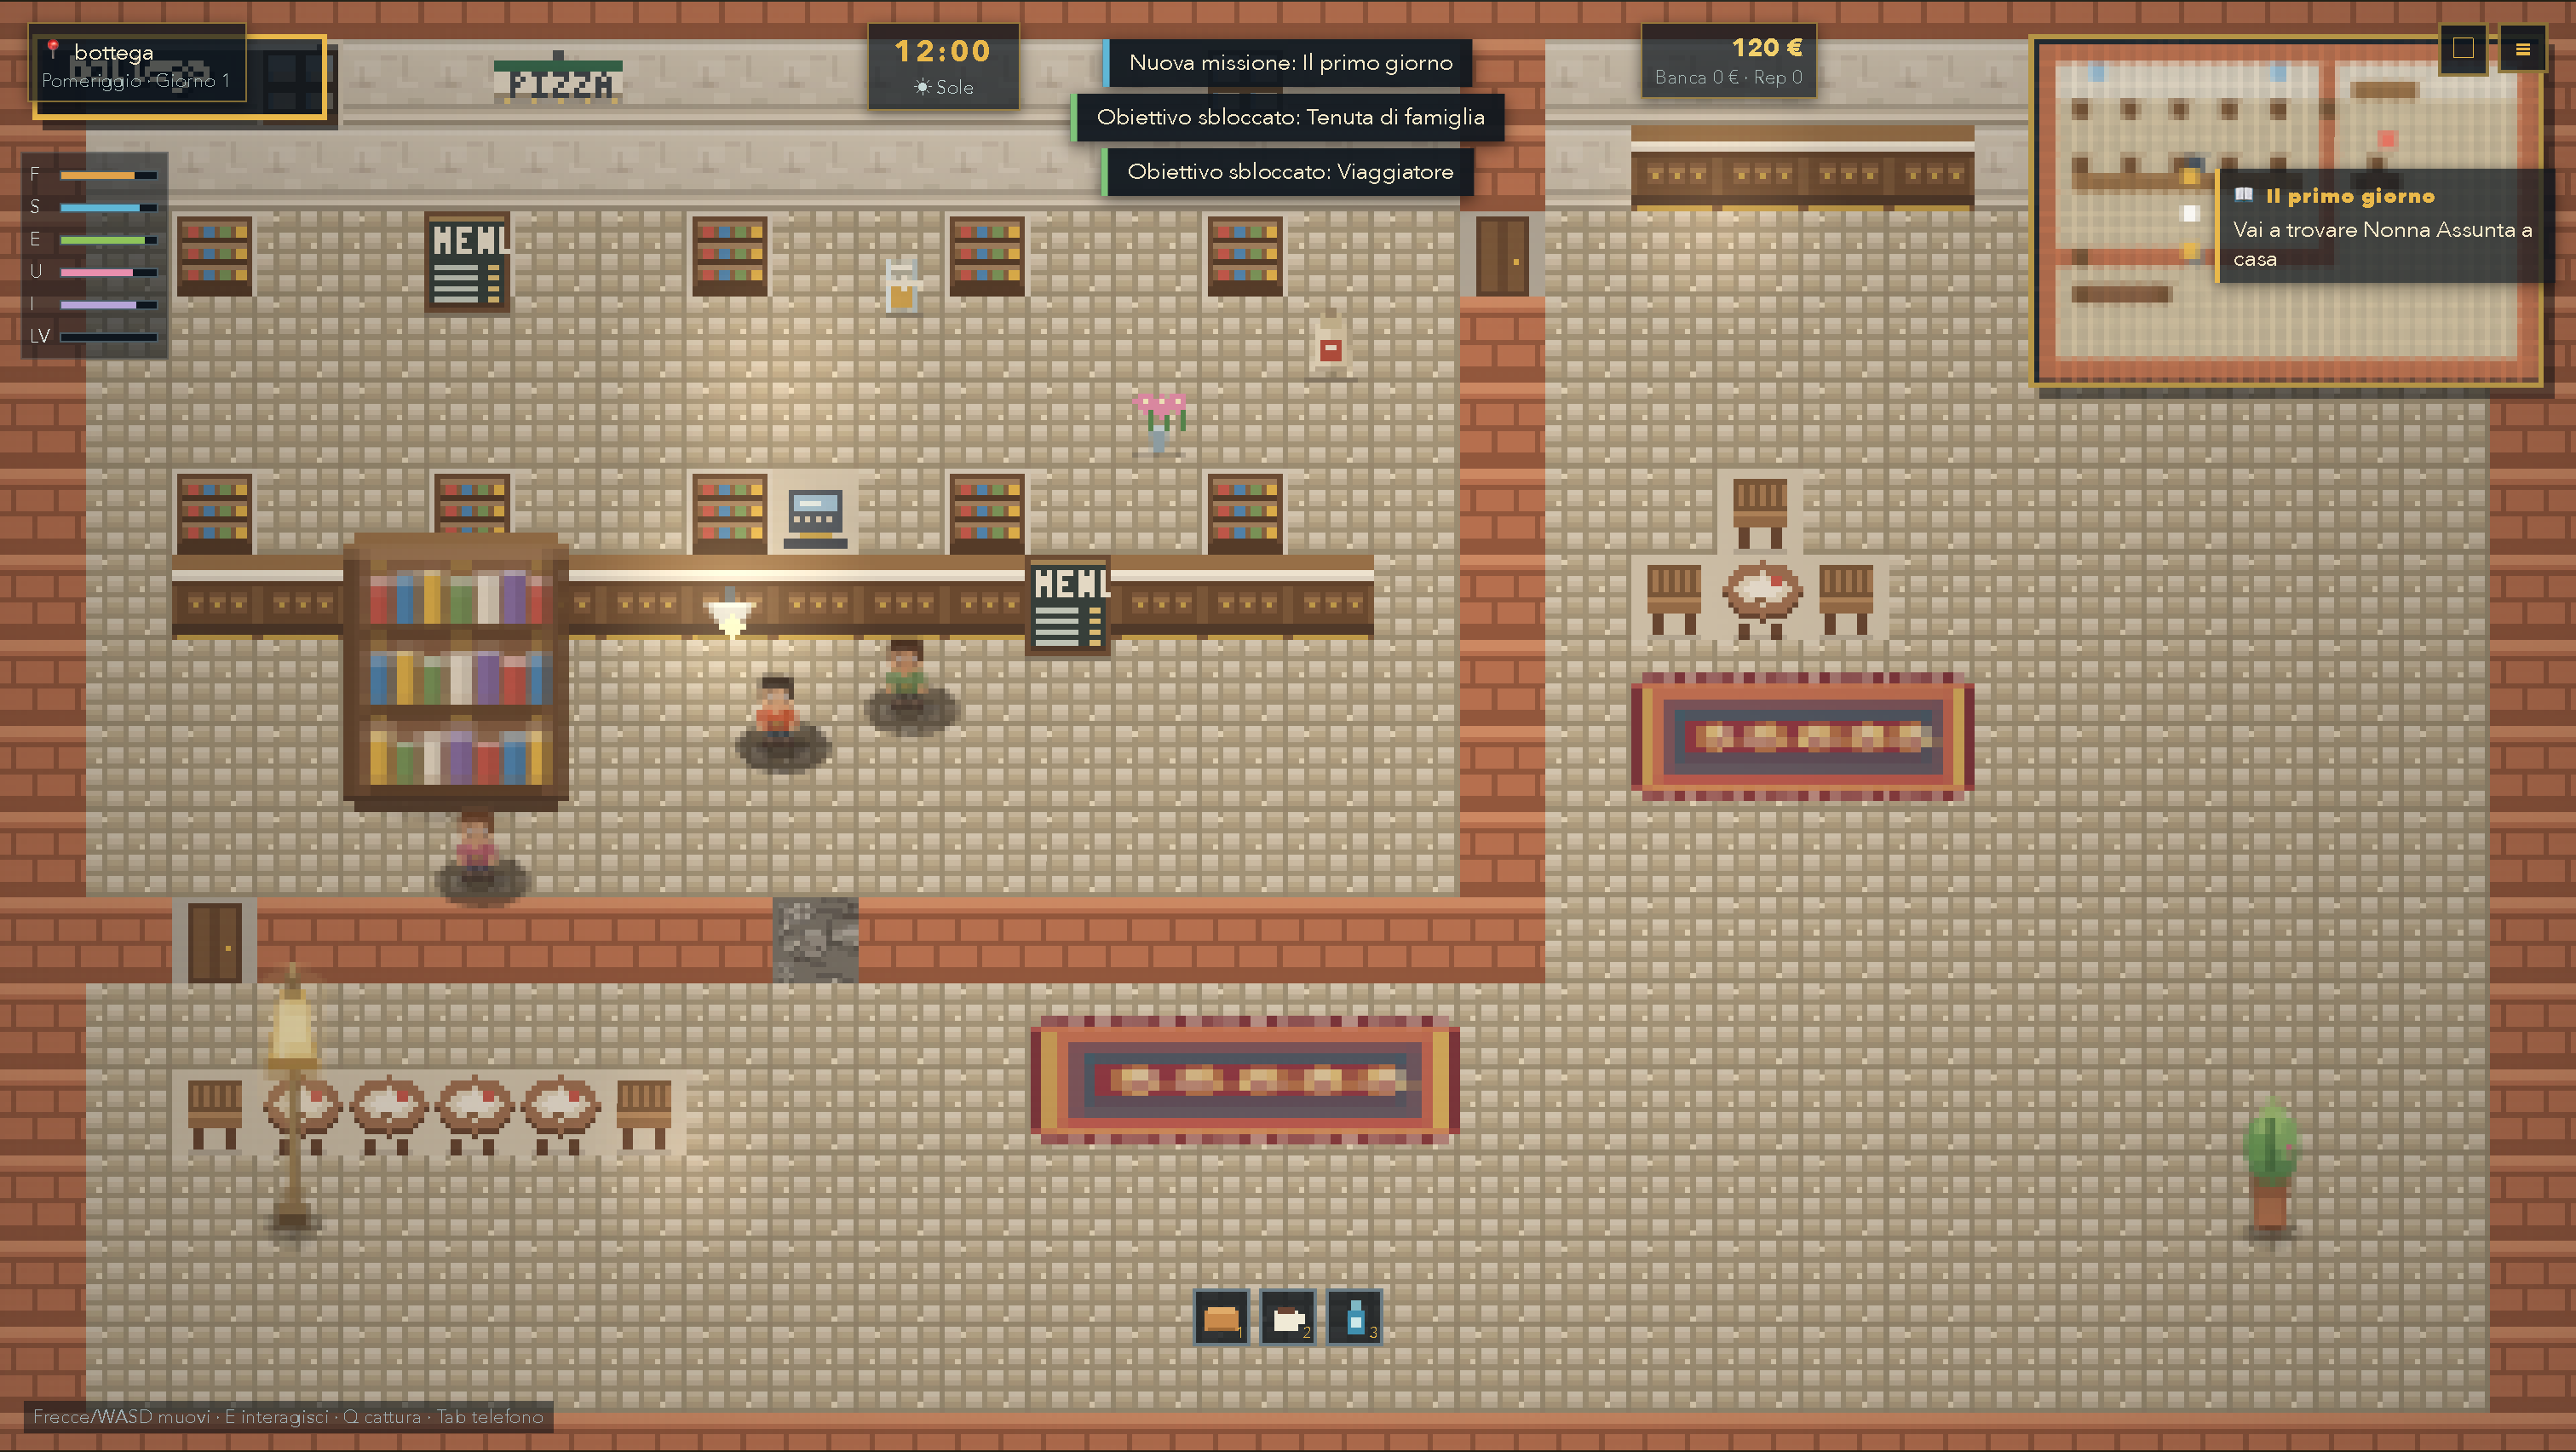 bottega
Pomeriggio · Giorno 1
PIZZA
12:00
Sole
Nuova missione: Il primo giorno
Obiettivo sbloccato: Tenuta di famiglia
Obiettivo sbloccato: Viaggiatore
120 €
Banca 0 € · Rep 0
Il primo giorno
Vai a trovare Nonna Assunta a
casa
F
S
E
U
I
LV
1
2
3
Frecce/WASD muovi · E interagisci · Q cattura · Tab telefono